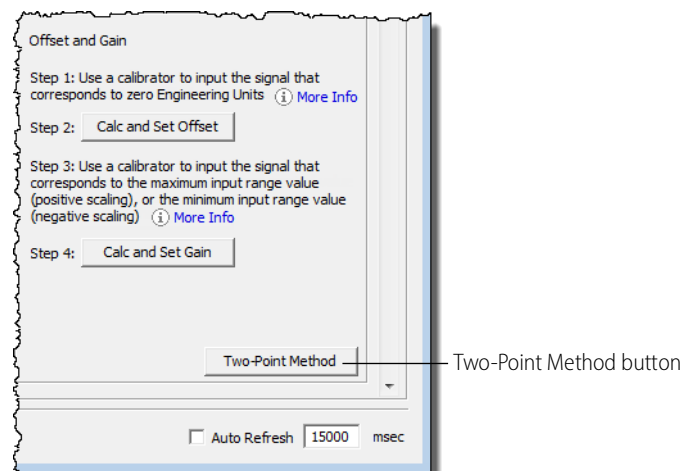 Offset and Gain
Step 1: Use a calibrator to input the signal that
corresponds to zero Engineering Units i More Info
Step 2: Calc and Set Offset
Step 3: Use a calibrator to input the signal that
corresponds to the maximum input range value
(positive scaling), or the minimum input range value
(negative scaling) i More Info
Step 4: Calc and Set Gain
Two-Point Method
Two-Point Method button
Auto Refresh 15000 msec